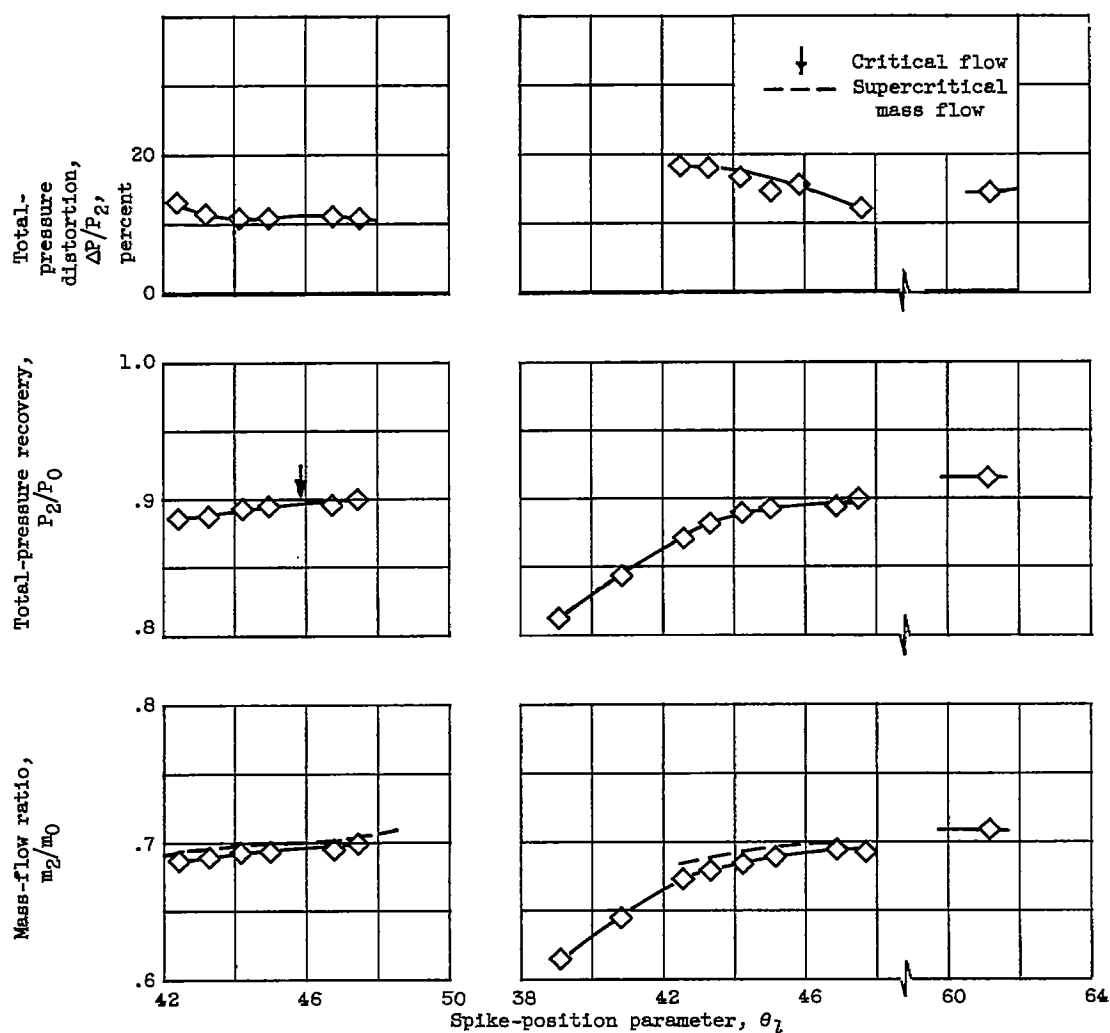 Critical flow
Supercritical
mass flow
Total-
pressure
distortion,
ΔP/P2,
percent
20
0
Total-pressure recovery,
P2/P0
1.0
.9
.8
Mass-flow ratio,
m2/m0
.8
.7
.6
42 46 50
38 42 46 60 64
Spike-position parameter, θl